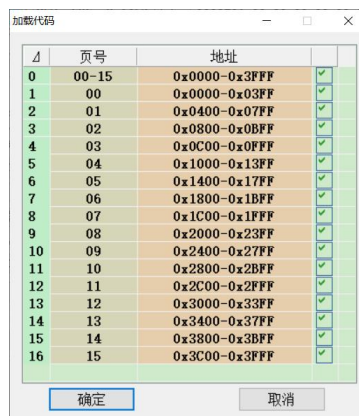 加载代码
⊿ 页号 地址
0 00-15 0x0000-0x3FFF
1 00 0x0000-0x03FF
2 01 0x0400-0x07FF
3 02 0x0800-0x0BFF
4 03 0x0C00-0x0FFF
5 04 0x1000-0x13FF
6 05 0x1400-0x17FF
7 06 0x1800-0x1BFF
8 07 0x1C00-0x1FFF
9 08 0x2000-0x23FF
10 09 0x2400-0x27FF
11 10 0x2800-0x2BFF
12 11 0x2C00-0x2FFF
13 12 0x3000-0x33FF
14 13 0x3400-0x37FF
15 14 0x3800-0x3BFF
16 15 0x3C00-0x3FFF
确定 取消